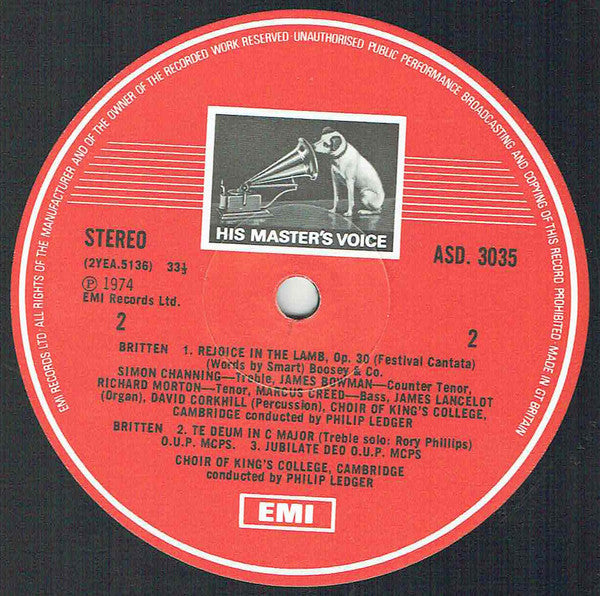 EMI RECORDS LTD · ALL RIGHTS OF THE MANUFACTURER AND OF THE OWNER OF THE RECORDED WORK RESERVED · UNAUTHORISED PUBLIC PERFORMANCE BROADCASTING AND COPYING OF THIS RECORD PROHIBITED · MADE IN GT BRITAIN
HIS MASTER'S VOICE
STEREO
ASD. 3035
(2YEA.5136) 33⅓
Ⓟ 1974
EMI Records Ltd.
2
2
BRITTEN 1. REJOICE IN THE LAMB, Op. 30 (Festival Cantata)
(Words by Smart) Boosey & Co.
SIMON CHANNING—Treble, JAMES BOWMAN—Counter Tenor,
RICHARD MORTON—Tenor, MARCUS CREED—Bass, JAMES LANCELOT
(Organ), DAVID CORKHILL (Percussion), CHOIR OF KING'S COLLEGE,
CAMBRIDGE conducted by PHILIP LEDGER
BRITTEN 2. TE DEUM IN C MAJOR (Treble solo: Rory Phillips)
O.U.P. MCPS. 3. JUBILATE DEO O.U.P. MCPS.
CHOIR OF KING'S COLLEGE, CAMBRIDGE
conducted by PHILIP LEDGER
EMI